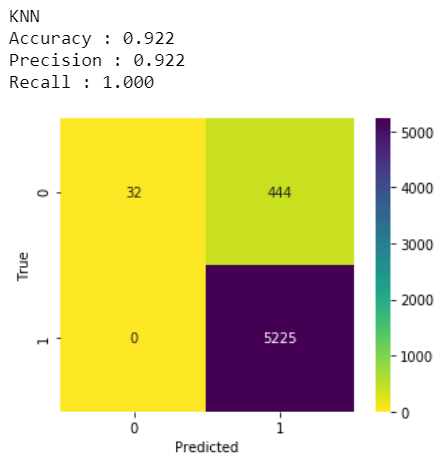 KNN
Accuracy : 0.922
Precision : 0.922
Recall : 1.000
5000
4000
3000
2000
1000
0
True
0
1
32
444
0
5225
0
1
Predicted